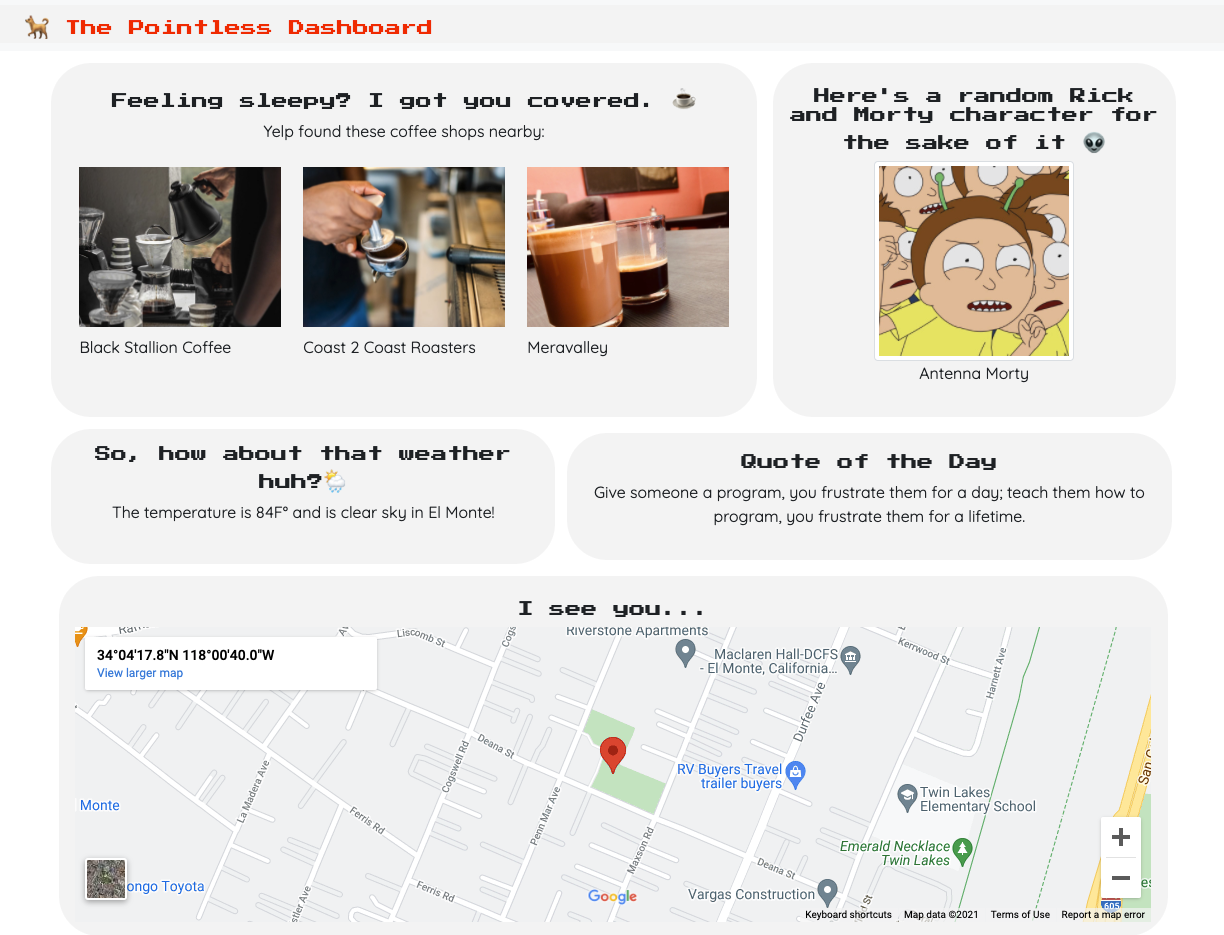 The Pointless Dashboard
Feeling sleepy? I got you covered.
Yelp found these coffee shops nearby:
Black Stallion Coffee
Coast 2 Coast Roasters
Meravalley
Here's a random Rick
and Morty character for
the sake of it
Antenna Morty
So, how about that weather
huh?
The temperature is 84F° and is clear sky in El Monte!
Quote of the Day
Give someone a program, you frustrate them for a day; teach them how to
program, you frustrate them for a lifetime.
I see you...
34°04'17.8"N 118°00'40.0"W
View larger map
Liscomb St
Riverstone Apartments
Maclaren Hall-DCFS
- El Monte, California...
Kerrwood St
Harnett Ave
Durfee Ave
Deana St
Cogswell Rd
La Madera Ave
RV Buyers Travel
trailer buyers
Twin Lakes
Elementary School
Monte
Ferris Rd
Penn Mar Ave
Maxson Rd
Emerald Necklace
Twin Lakes
Deana St
ongo Toyota
Ferris Rd
Google
Vargas Construction
605
Keyboard shortcuts
Map data ©2021
Terms of Use
Report a map error